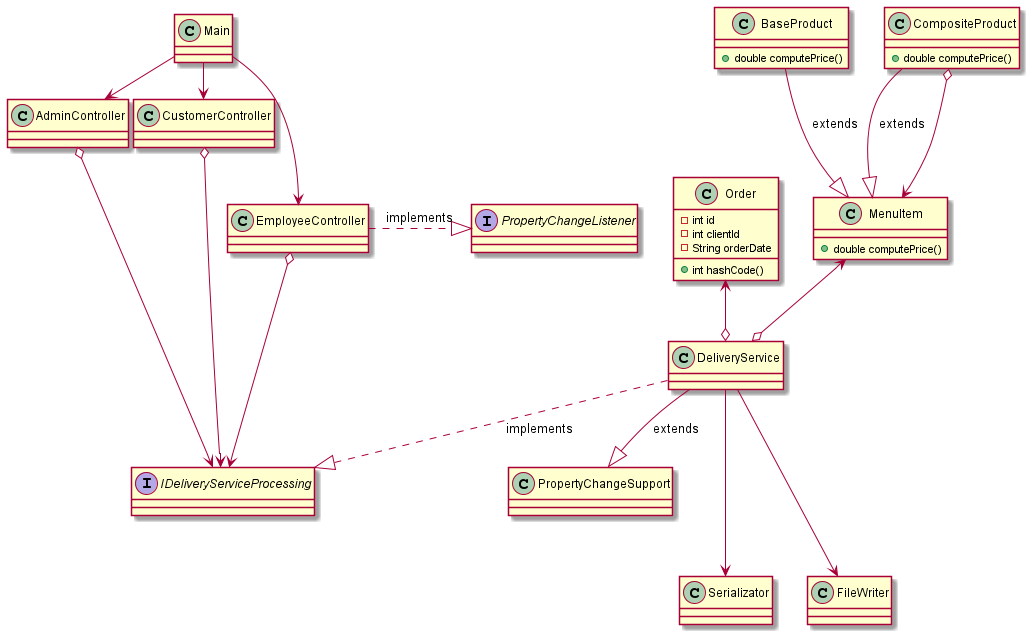 C Main
C BaseProduct
double computePrice()
C CompositeProduct
double computePrice()
C AdminController
C CustomerController
extends
extends
C Order
int id
int clientId
String orderDate
int hashCode()
C MenuItem
double computePrice()
C EmployeeController
implements
I PropertyChangeListener
C DeliveryService
implements
extends
I IDeliveryServiceProcessing
C PropertyChangeSupport
C Serializator
C FileWriter